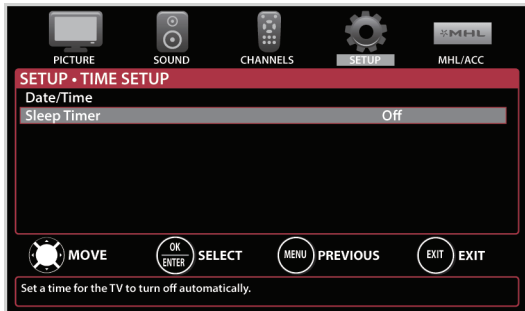 MHL
PICTURE SOUND CHANNELS SETUP MHL/ACC
SETUP • TIME SETUP
Date/Time
Sleep Timer Off
MOVE OK ENTER SELECT MENU PREVIOUS EXIT EXIT
Set a time for the TV to turn off automatically.